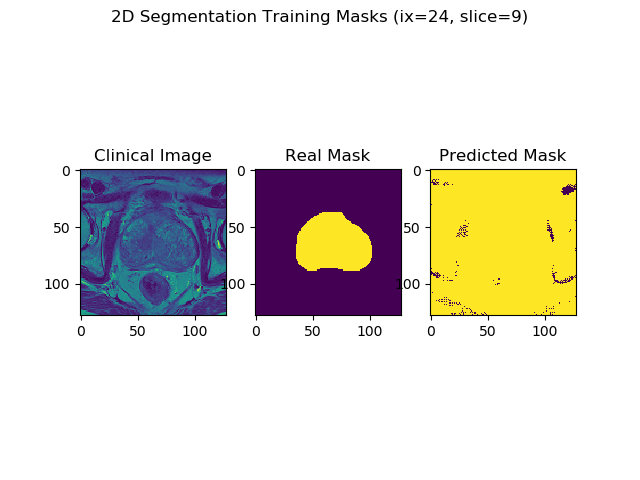 2D Segmentation Training Masks (ix=24, slice=9)
Clinical Image Real Mask Predicted Mask
0 0 0
50 50 50
100 100 100
0 50 100 0 50 100 0 50 100